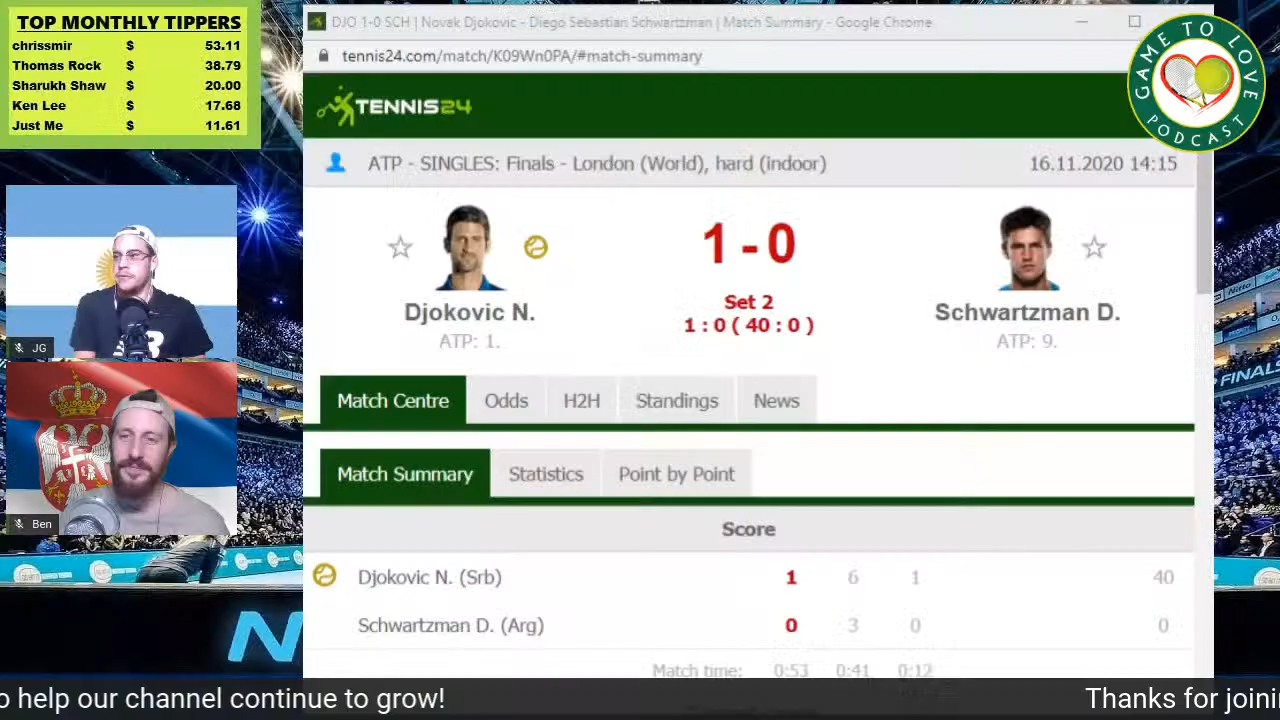 TOP MONTHLY TIPPERS
chrissmir $ 53.11
Thomas Rock $ 38.79
Sharukh Shaw $ 20.00
Ken Lee $ 17.68
Just Me $ 11.61
JG
Ben
DJO 1-0 SCH | Novak Djokovic - Diego Sebastian Schwartzman | Match Summary - Google Chrome
tennis24.com/match/K09Wn0PA/#match-summary
TENNIS24
GAME TO LOVE
PODCAST
ATP - SINGLES: Finals - London (World), hard (indoor) 16.11.2020 14:15
1 - 0
Set 2
1 : 0 ( 40 : 0 )
Djokovic N. Schwartzman D.
ATP: 1. ATP: 9.
Match Centre Odds H2H Standings News
Match Summary Statistics Point by Point
Score
Djokovic N. (Srb) 1 6 1 40
Schwartzman D. (Arg) 0 3 0 0
Match time: 0:53 0:41 0:12
Nitto
FINALS
N
o help our channel continue to grow! Thanks for joini